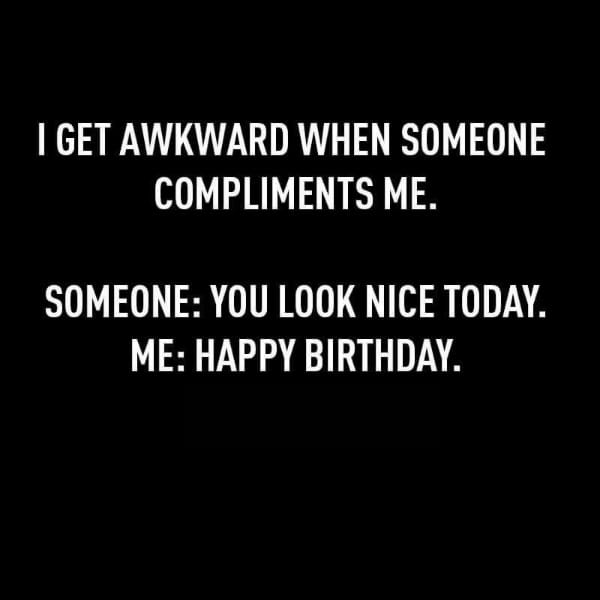 I GET AWKWARD WHEN SOMEONE
COMPLIMENTS ME.
SOMEONE: YOU LOOK NICE TODAY.
ME: HAPPY BIRTHDAY.